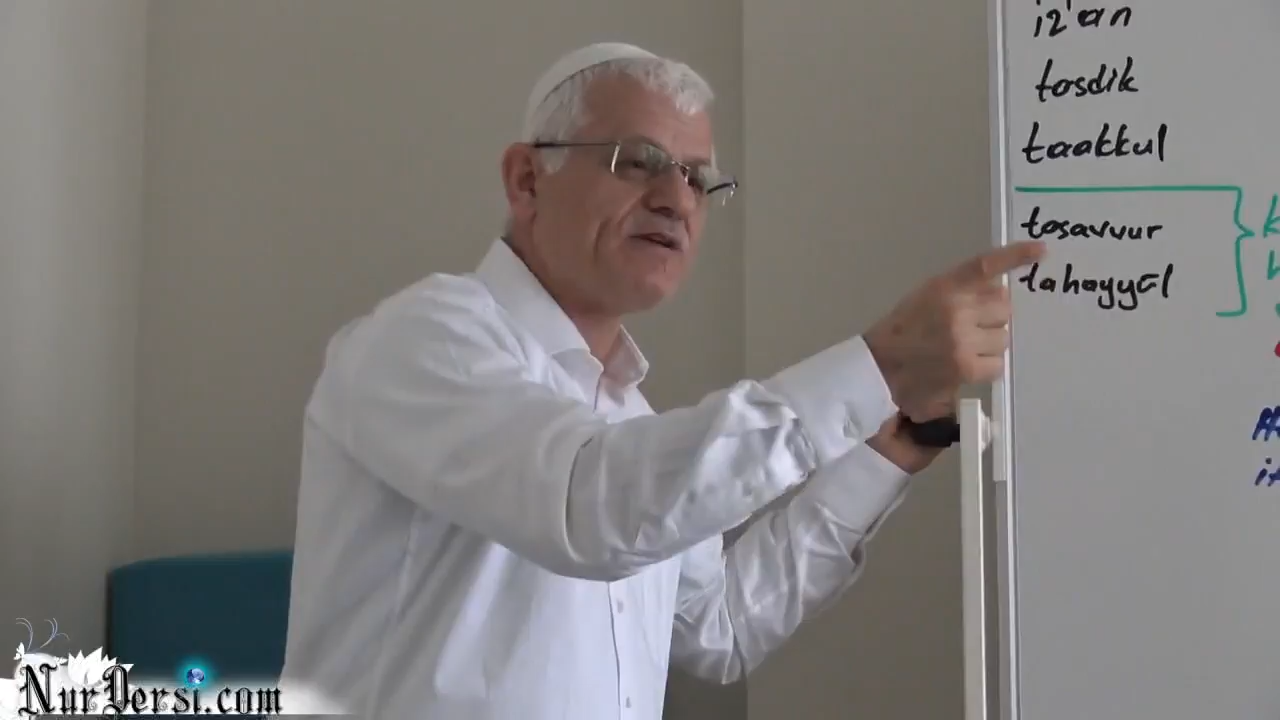 iz'an
tasdik
taakkul
tasavvur
tahayyül
NurDersi.com